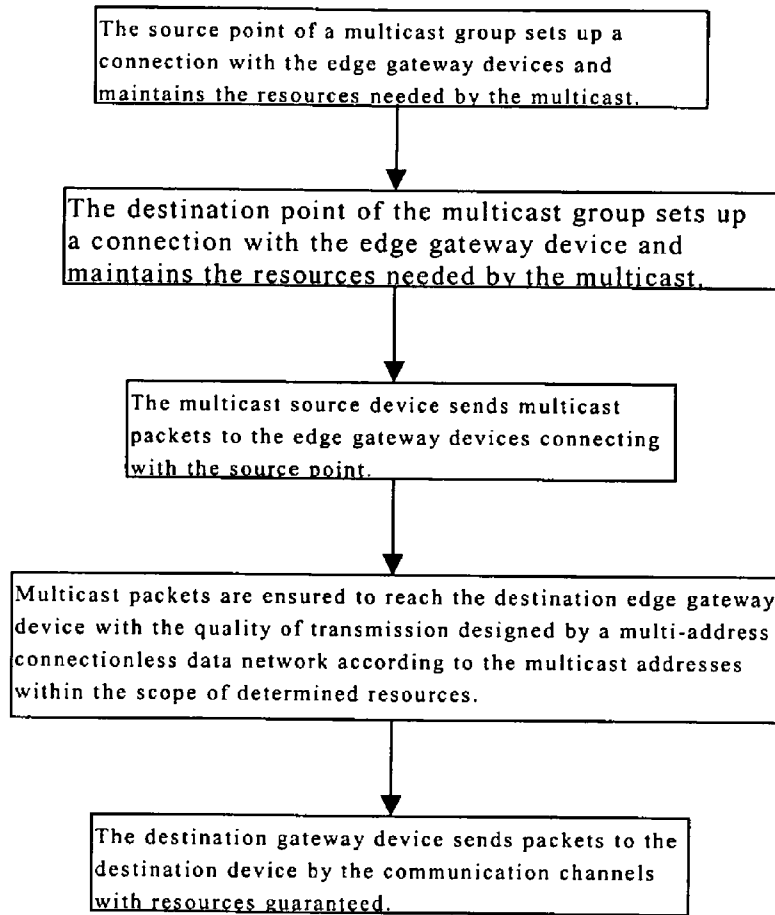 The source point of a multicast group sets up a
connection with the edge gateway devices and
maintains the resources needed by the multicast.
The destination point of the multicast group sets up
a connection with the edge gateway device and
maintains the resources needed by the multicast.
The multicast source device sends multicast
packets to the edge gateway devices connecting
with the source point.
Multicast packets are ensured to reach the destination edge gateway
device with the quality of transmission designed by a multi-address
connectionless data network according to the multicast addresses
within the scope of determined resources.
The destination gateway device sends packets to the
destination device by the communication channels
with resources guaranteed.